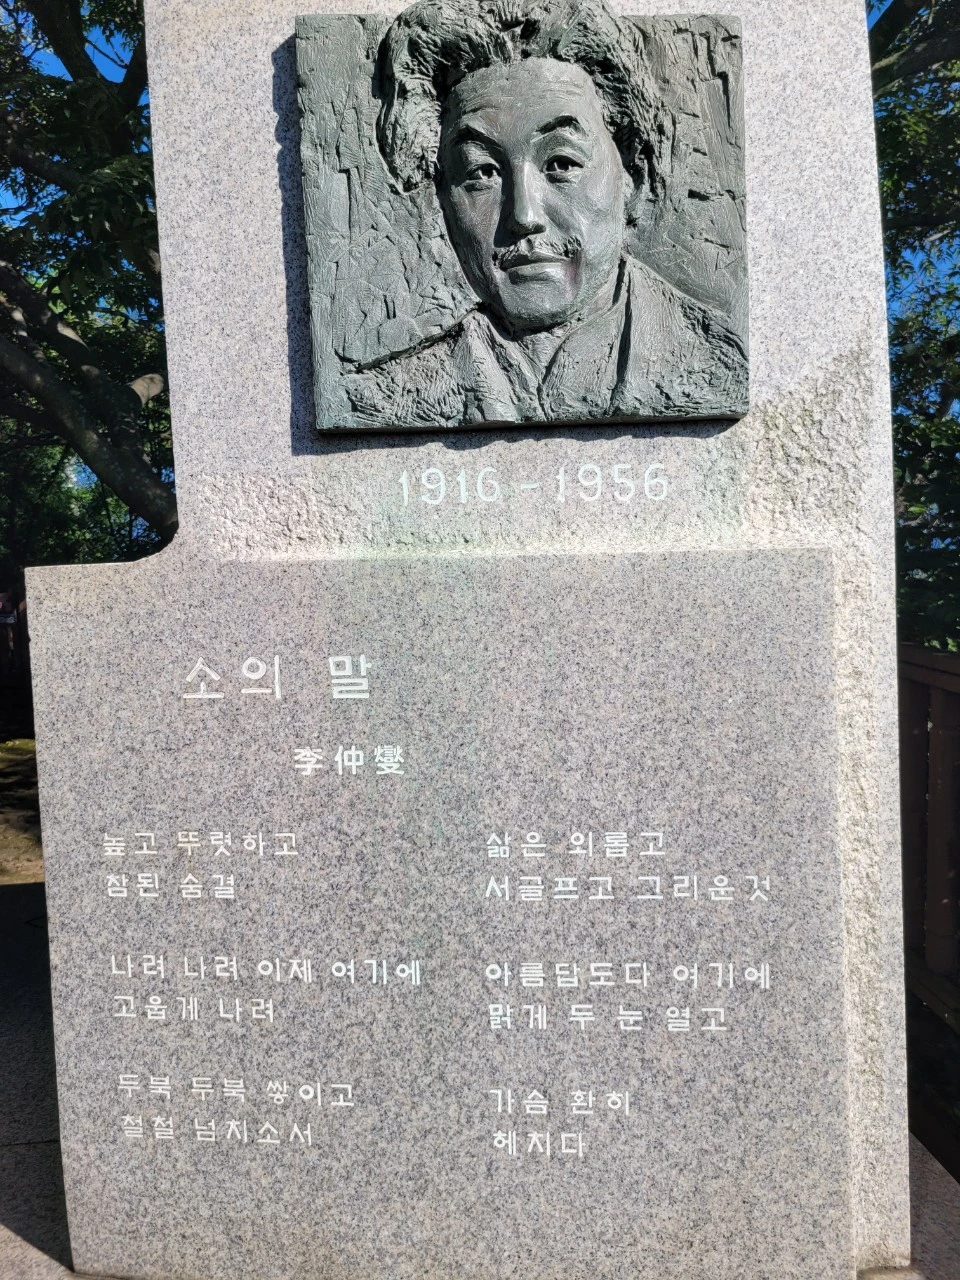 1916 - 1956
소의 말
李仲燮
높고 뚜렷하고
참된 숨결
나려 나려 이제 여기에
고웁게 나려
두북 두북 쌓이고
철철 넘치소서
삶은 외롭고
서글프고 그리운것
아름답도다 여기에
맑게 두 눈 열고
가슴 환히
헤치다